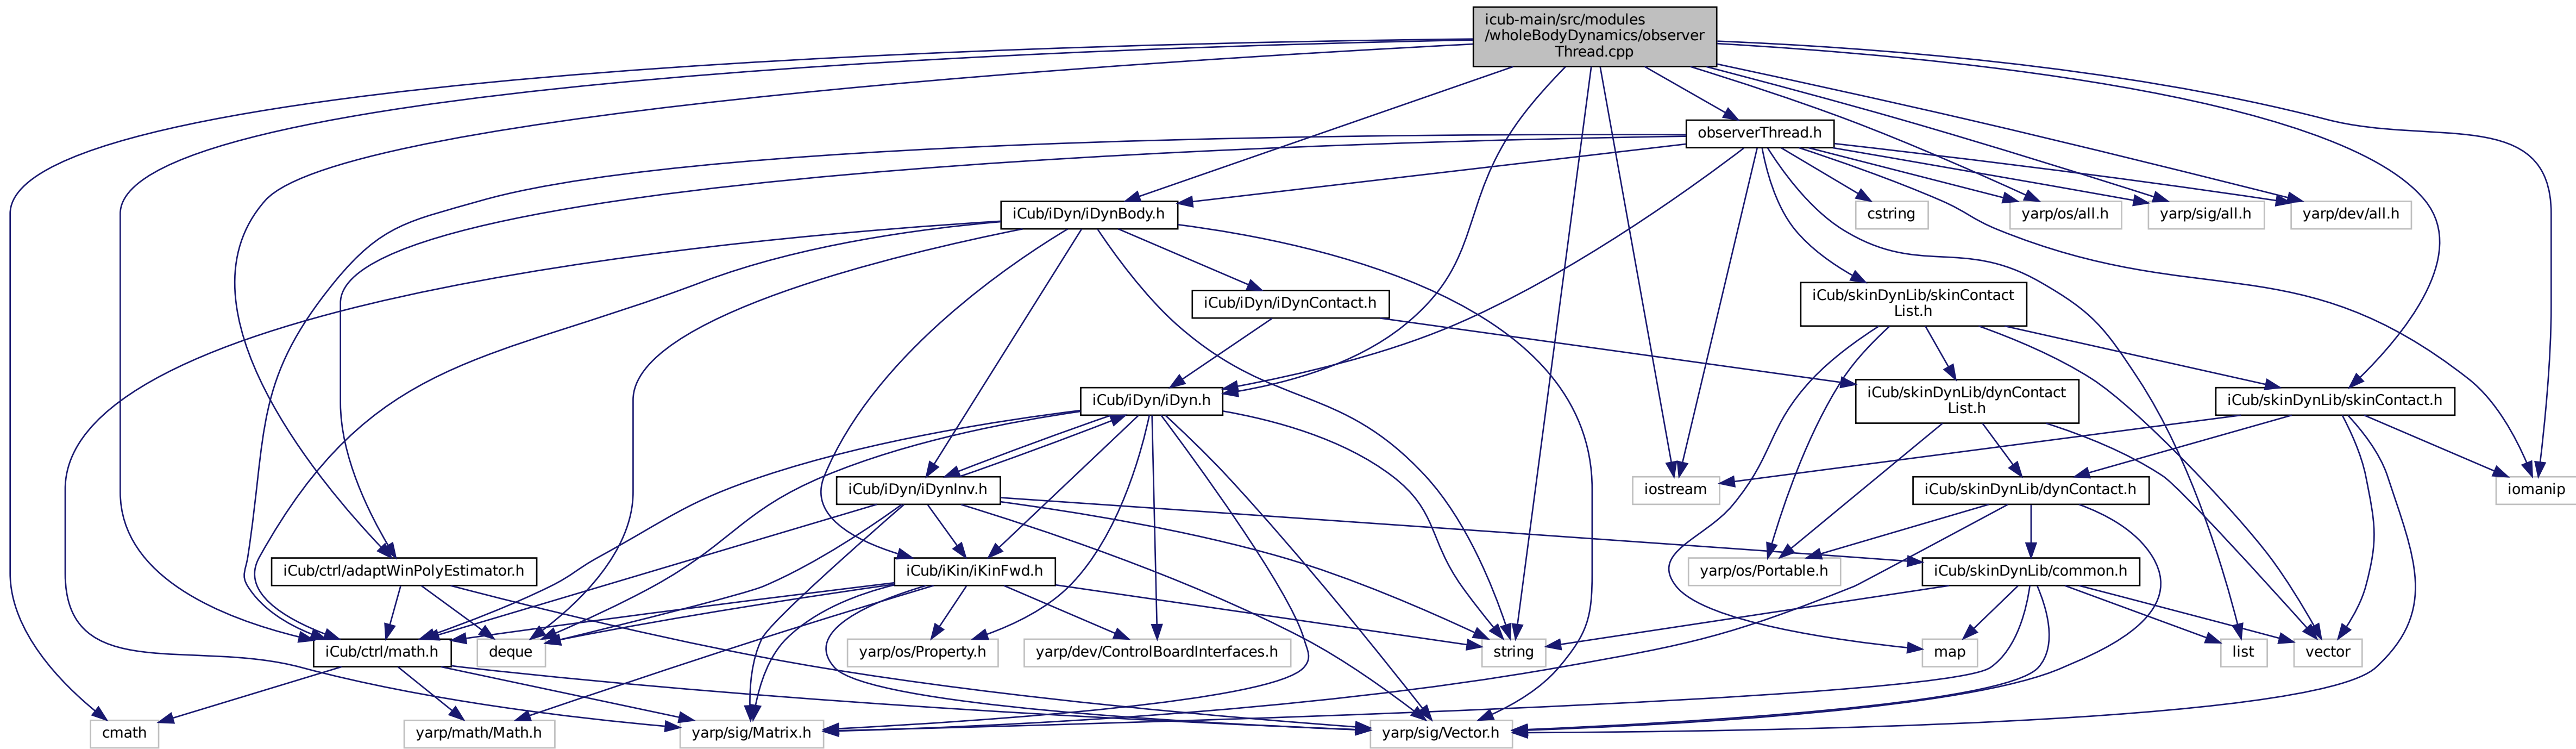 icub-main/src/modules
/wholeBodyDynamics/observer
Thread.cpp
observerThread.h
iCub/iDyn/iDynBody.h
cstring
yarp/os/all.h
yarp/sig/all.h
yarp/dev/all.h
iCub/iDyn/iDynContact.h
iCub/skinDynLib/skinContact
List.h
iCub/iDyn/iDyn.h
iCub/skinDynLib/dynContact
List.h
iCub/skinDynLib/skinContact.h
iCub/iDyn/iDynInv.h
iostream
iCub/skinDynLib/dynContact.h
iomanip
iCub/ctrl/adaptWinPolyEstimator.h
iCub/iKin/iKinFwd.h
yarp/os/Portable.h
iCub/skinDynLib/common.h
iCub/ctrl/math.h
deque
yarp/os/Property.h
yarp/dev/ControlBoardInterfaces.h
string
map
list
vector
cmath
yarp/math/Math.h
yarp/sig/Matrix.h
yarp/sig/Vector.h